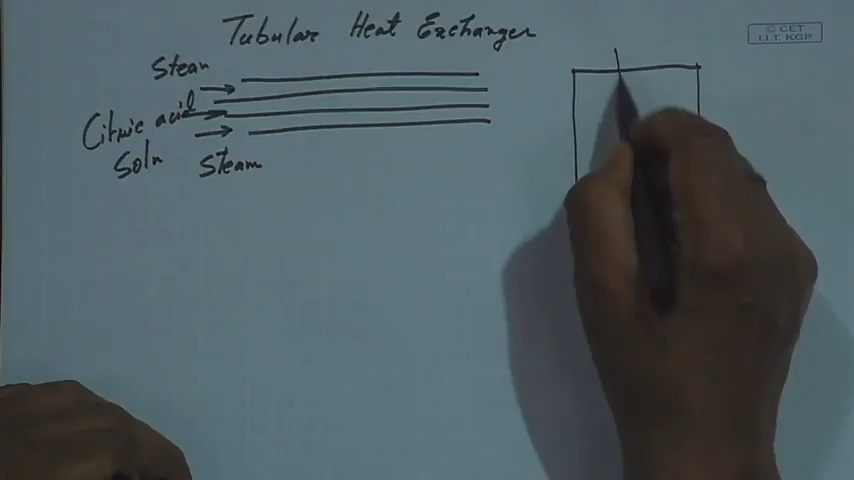 Tubular Heat Exchanger
© CET
I.I.T. KGP
Steam
Citric acid
Soln
Steam